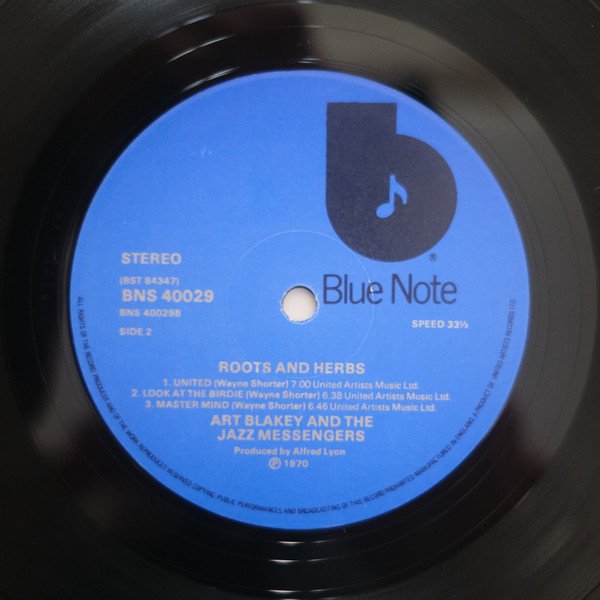 STEREO
(BST 84347)
BNS 40029
BNS 40029B
SIDE 2
®
Blue Note
SPEED 33⅓
ROOTS AND HERBS
1. UNITED (Wayne Shorter) 7.00 United Artists Music Ltd.
2. LOOK AT THE BIRDIE (Wayne Shorter) 6.38 United Artists Music Ltd.
3. MASTER MIND (Wayne Shorter) 6.46 United Artists Music Ltd.
ART BLAKEY AND THE
JAZZ MESSENGERS
Produced by Alfred Lyon
℗ 1970
ALL RIGHTS OF THE RECORD PRODUCER AND OF THE OWNER OF THE WORK REPRODUCED RESERVED COPYING, PUBLIC PERFORMANCES AND BROADCASTING OF THIS RECORD PROHIBITED MANUFACTURED IN ENGLAND A PRODUCT OF UNITED ARTISTS RECORDS LTD